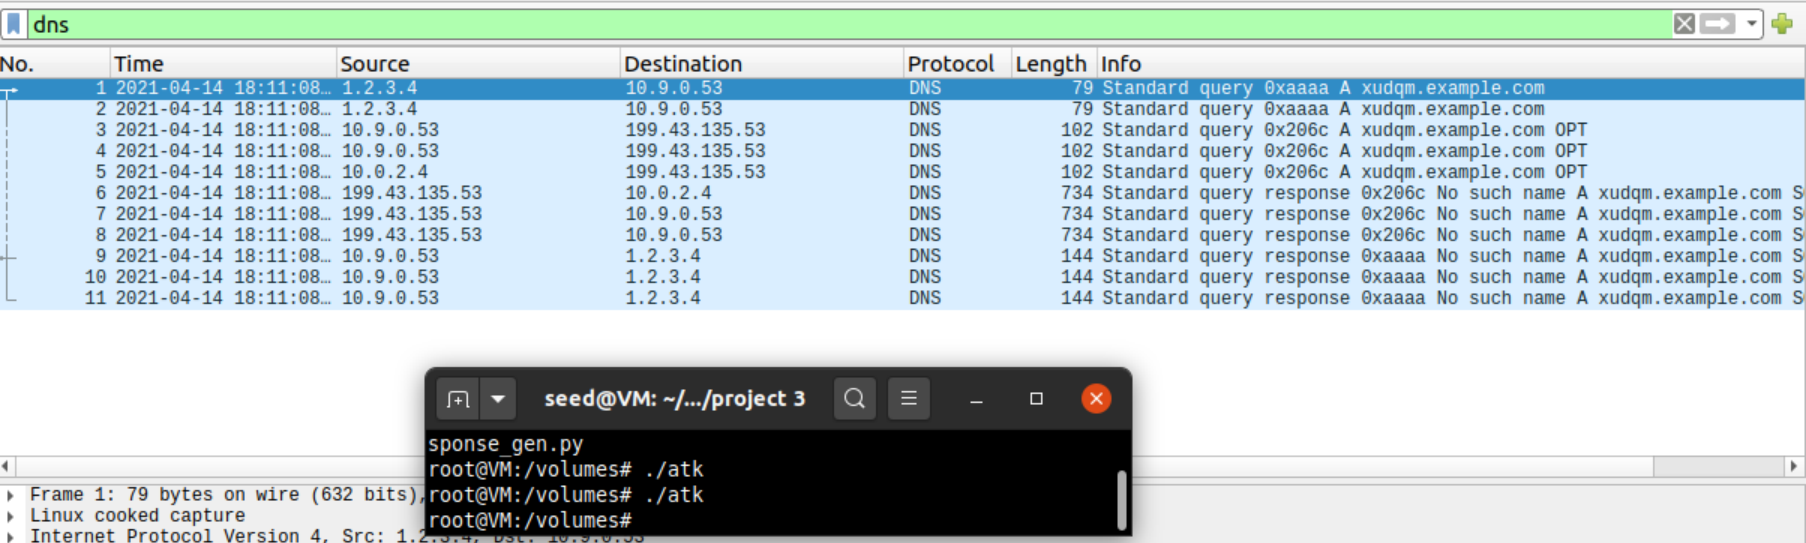 dns
No. Time Source Destination Protocol Length Info
1 2021-04-14 18:11:08… 1.2.3.4 10.9.0.53 DNS 79 Standard query 0xaaaa A xudqm.example.com
2 2021-04-14 18:11:08… 1.2.3.4 10.9.0.53 DNS 79 Standard query 0xaaaa A xudqm.example.com
3 2021-04-14 18:11:08… 10.9.0.53 199.43.135.53 DNS 102 Standard query 0x206c A xudqm.example.com OPT
4 2021-04-14 18:11:08… 10.9.0.53 199.43.135.53 DNS 102 Standard query 0x206c A xudqm.example.com OPT
5 2021-04-14 18:11:08… 10.0.2.4 199.43.135.53 DNS 102 Standard query 0x206c A xudqm.example.com OPT
6 2021-04-14 18:11:08… 199.43.135.53 10.0.2.4 DNS 734 Standard query response 0x206c No such name A xudqm.example.com S
7 2021-04-14 18:11:08… 199.43.135.53 10.9.0.53 DNS 734 Standard query response 0x206c No such name A xudqm.example.com S
8 2021-04-14 18:11:08… 199.43.135.53 10.9.0.53 DNS 734 Standard query response 0x206c No such name A xudqm.example.com S
9 2021-04-14 18:11:08… 10.9.0.53 1.2.3.4 DNS 144 Standard query response 0xaaaa No such name A xudqm.example.com S
10 2021-04-14 18:11:08… 10.9.0.53 1.2.3.4 DNS 144 Standard query response 0xaaaa No such name A xudqm.example.com S
11 2021-04-14 18:11:08… 10.9.0.53 1.2.3.4 DNS 144 Standard query response 0xaaaa No such name A xudqm.example.com S
seed@VM: ~/.../project 3
sponse_gen.py
root@VM:/volumes# ./atk
root@VM:/volumes# ./atk
root@VM:/volumes#
Frame 1: 79 bytes on wire (632 bits),
Linux cooked capture
Internet Protocol Version 4, Src: 1.2.3.4, Dst: 10.9.0.53